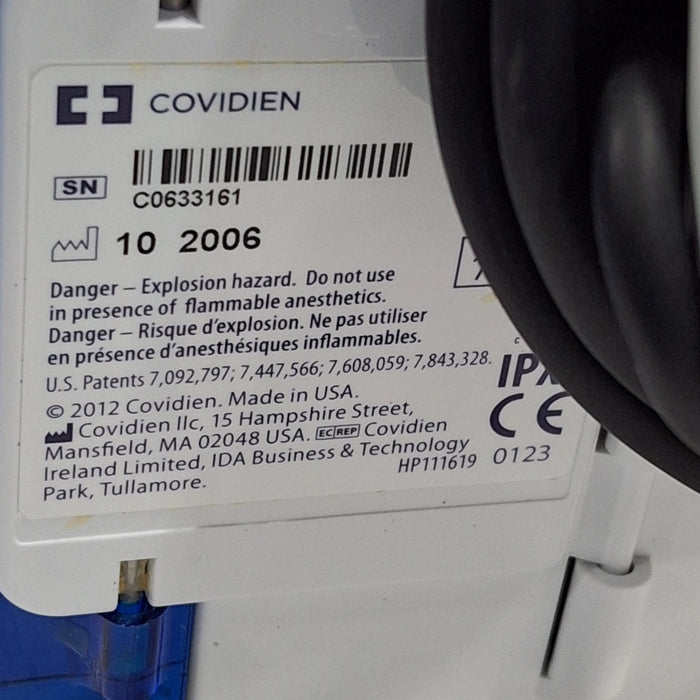 COVIDIEN
SN
C0633161
10 2006
Danger – Explosion hazard. Do not use
in presence of flammable anesthetics.
Danger – Risque d'explosion. Ne pas utiliser
en présence d'anesthésiques inflammables.
U.S. Patents 7,092,797; 7,447,566; 7,608,059; 7,843,328.
© 2012 Covidien. Made in USA.
Covidien llc, 15 Hampshire Street,
Mansfield, MA 02048 USA. EC REP Covidien
Ireland Limited, IDA Business & Technology
Park, Tullamore.
HP111619
IPX
CE
0123